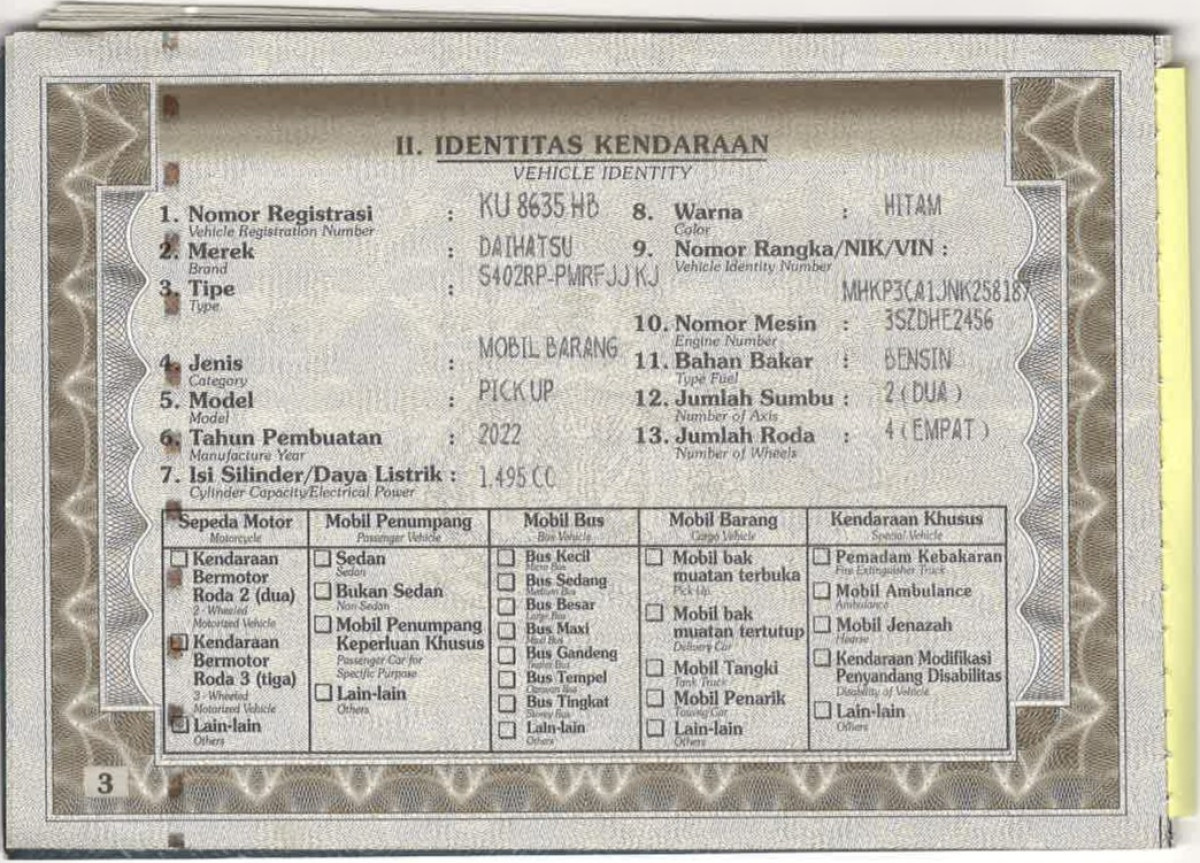 II. IDENTITAS KENDARAAN
VEHICLE IDENTITY
1. Nomor Registrasi : KU 8635 HB
Vehicle Registration Number
2. Merek : DAIHATSU
Brand
3. Tipe : S402RP-PMRFJJ KJ
Type
4. Jenis : MOBIL BARANG
Category
5. Model : PICK UP
Model
6. Tahun Pembuatan : 2022
Manufacture Year
7. Isi Silinder/Daya Listrik : 1.495 CC
Cylinder Capacity/Electrical Power
8. Warna : HITAM
Color
9. Nomor Rangka/NIK/VIN :
Vehicle Identity Number
MHKP3CA1JNK258187
10. Nomor Mesin : 3SZDHE2456
Engine Number
11. Bahan Bakar : BENSIN
Type Fuel
12. Jumlah Sumbu : 2 ( DUA )
Number of Axis
13. Jumlah Roda : 4 ( EMPAT )
Number of Wheels
Sepeda Motor
Motorcycle
Kendaraan
Bermotor
Roda 2 (dua)
2 - Wheeled
Motorized Vehicle
Kendaraan
Bermotor
Roda 3 (tiga)
3 - Wheeled
Motorized Vehicle
Lain-lain
Others
Mobil Penumpang
Passenger Vehicle
Sedan
Sedan
Bukan Sedan
Non Sedan
Mobil Penumpang
Keperluan Khusus
Passenger Car for
Specific Purpose
Lain-lain
Others
Mobil Bus
Bus Vehicle
Bus Kecil
Micro Bus
Bus Sedang
Medium Bus
Bus Besar
Large Bus
Bus Maxi
Maxi Bus
Bus Gandeng
Bus Tempel
Bus Tingkat
Lain-lain
Others
Mobil Barang
Cargo Vehicle
Mobil bak
muatan terbuka
Pick-Up
Mobil bak
muatan tertutup
Delivery Car
Mobil Tangki
Tank Truck
Mobil Penarik
Towing Car
Lain-lain
Others
Kendaraan Khusus
Special Vehicle
Pemadam Kebakaran
Fire Extinguisher Truck
Mobil Ambulance
Ambulance
Mobil Jenazah
Hearse
Kendaraan Modifikasi
Penyandang Disabilitas
Disability of Vehicle
Lain-lain
Others
3